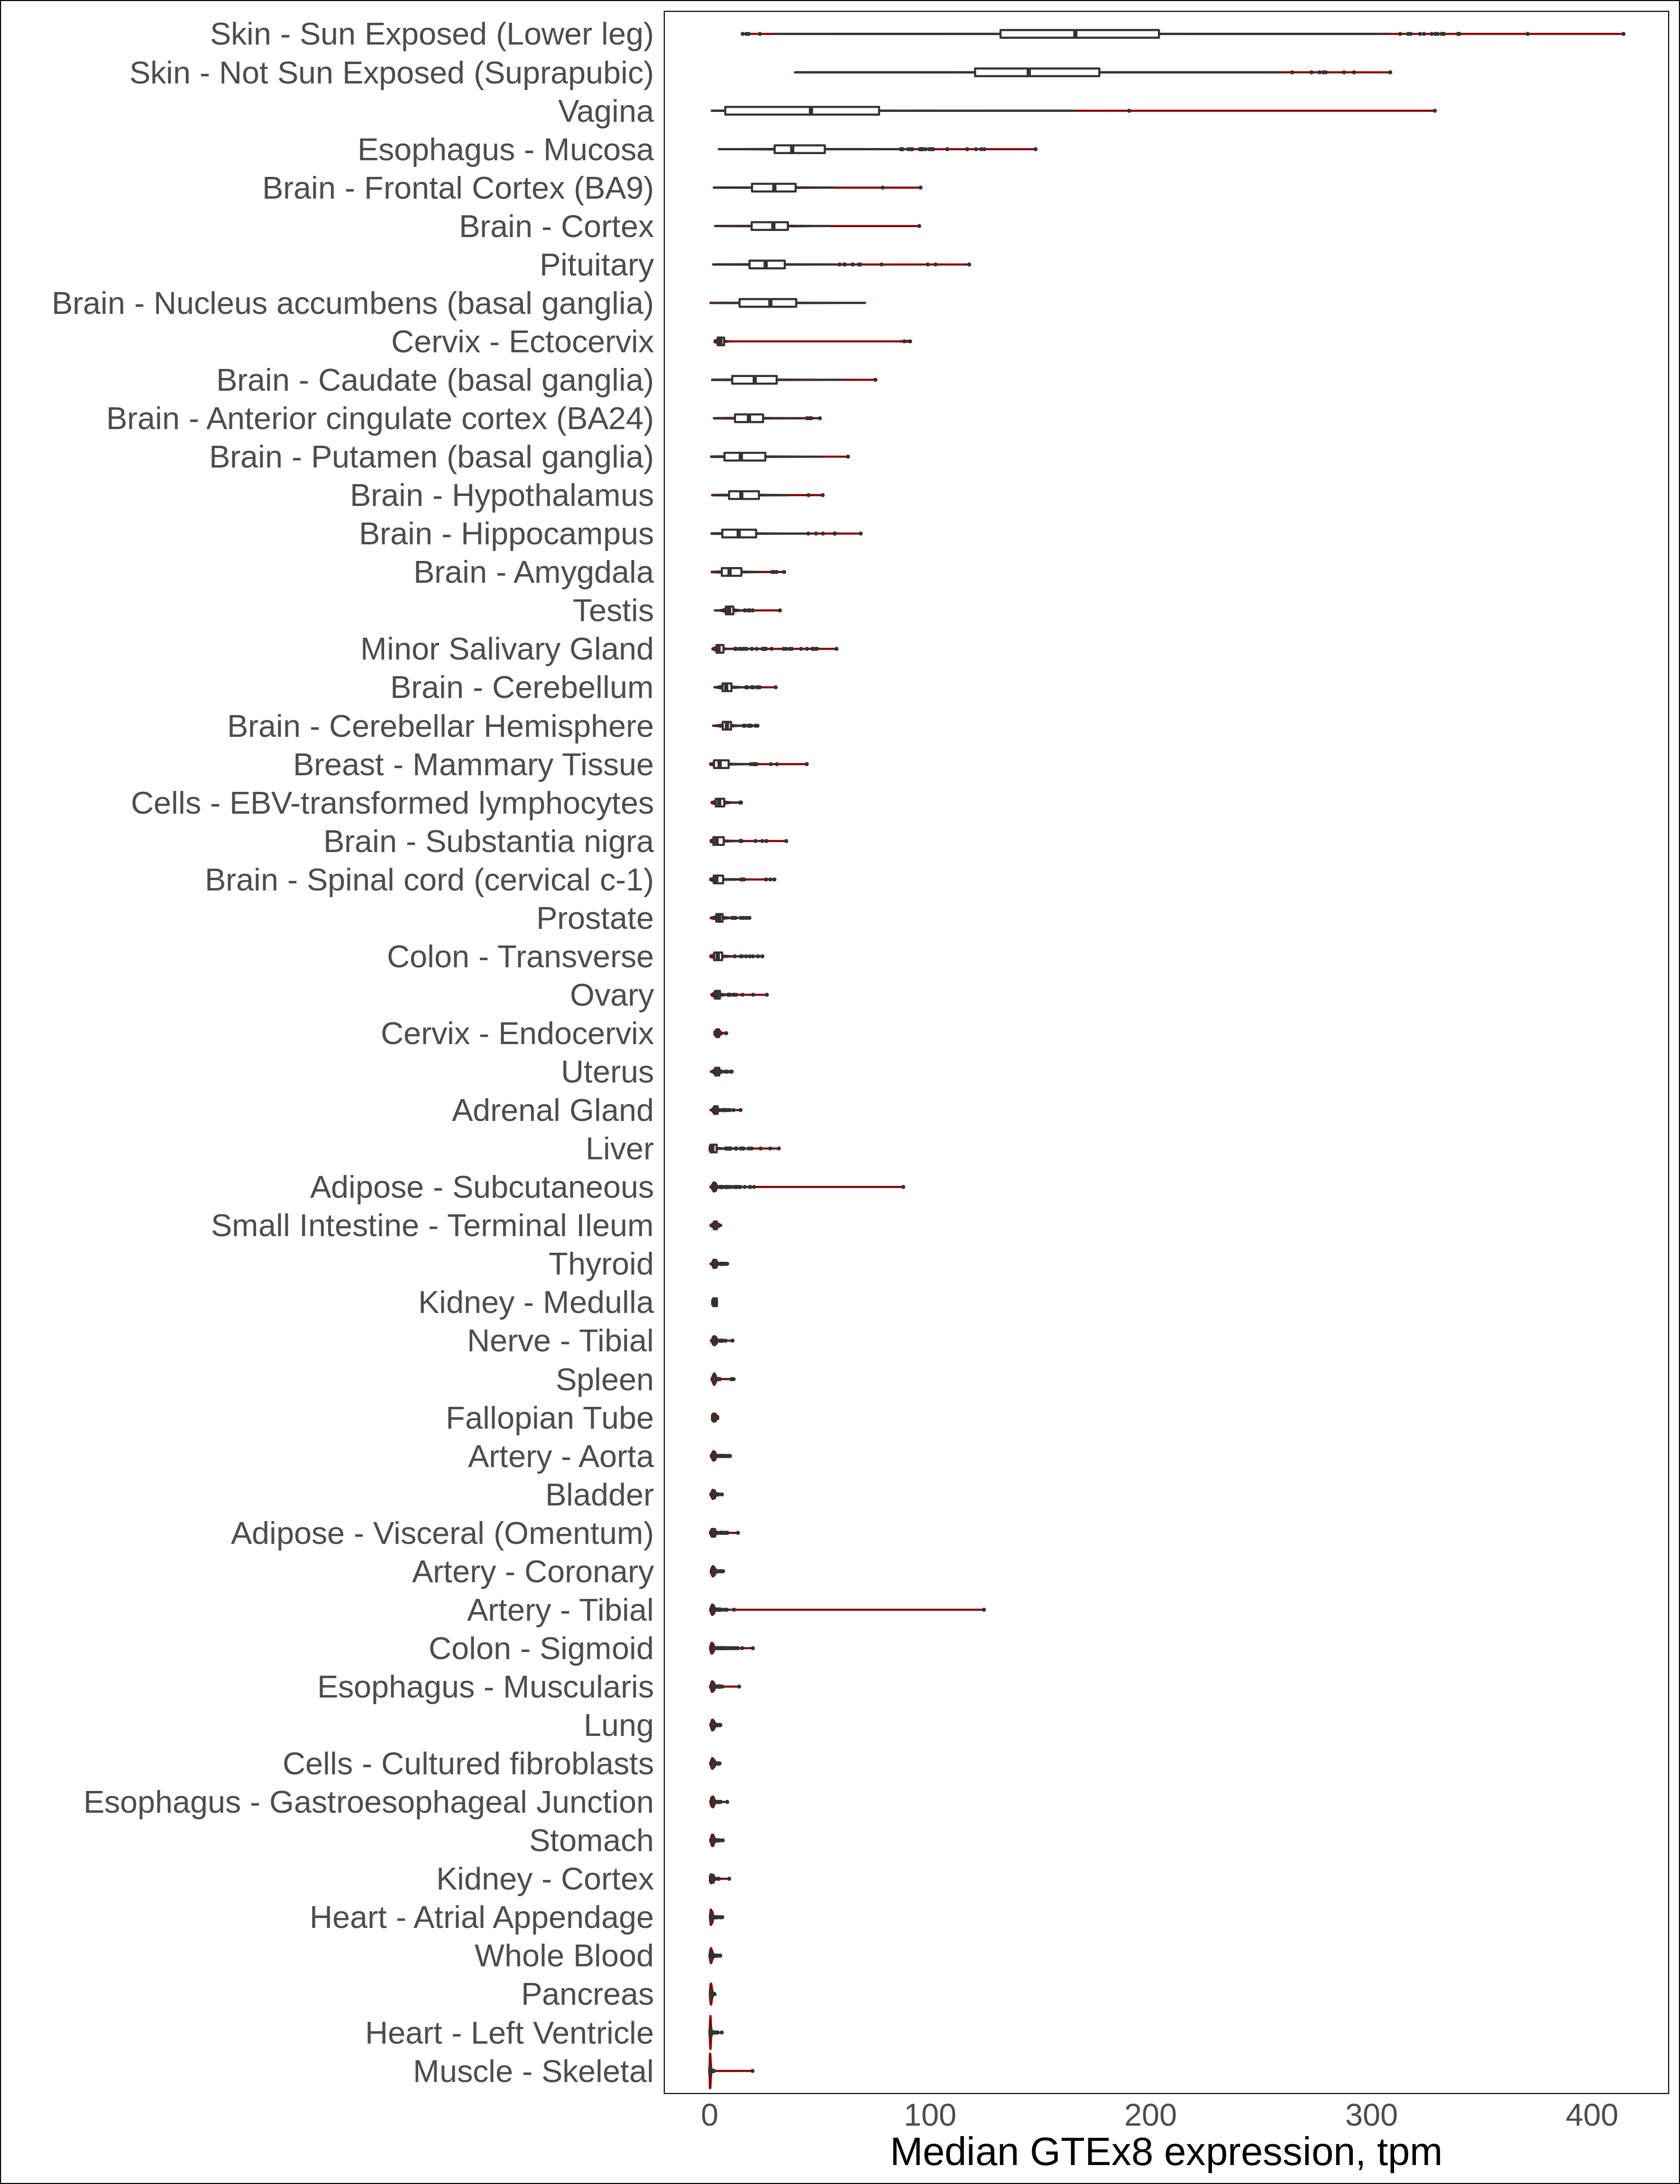 Skin - Sun Exposed (Lower leg)
Skin - Not Sun Exposed (Suprapubic)
Vagina
Esophagus - Mucosa
Brain - Frontal Cortex (BA9)
Brain - Cortex
Pituitary
Brain - Nucleus accumbens (basal ganglia)
Cervix - Ectocervix
Brain - Caudate (basal ganglia)
Brain - Anterior cingulate cortex (BA24)
Brain - Putamen (basal ganglia)
Brain - Hypothalamus
Brain - Hippocampus
Brain - Amygdala
Testis
Minor Salivary Gland
Brain - Cerebellum
Brain - Cerebellar Hemisphere
Breast - Mammary Tissue
Cells - EBV-transformed lymphocytes
Brain - Substantia nigra
Brain - Spinal cord (cervical c-1)
Prostate
Colon - Transverse
Ovary
Cervix - Endocervix
Uterus
Adrenal Gland
Liver
Adipose - Subcutaneous
Small Intestine - Terminal Ileum
Thyroid
Kidney - Medulla
Nerve - Tibial
Spleen
Fallopian Tube
Artery - Aorta
Bladder
Adipose - Visceral (Omentum)
Artery - Coronary
Artery - Tibial
Colon - Sigmoid
Esophagus - Muscularis
Lung
Cells - Cultured fibroblasts
Esophagus - Gastroesophageal Junction
Stomach
Kidney - Cortex
Heart - Atrial Appendage
Whole Blood
Pancreas
Heart - Left Ventricle
Muscle - Skeletal
0 100 200 300 400
Median GTEx8 expression, tpm